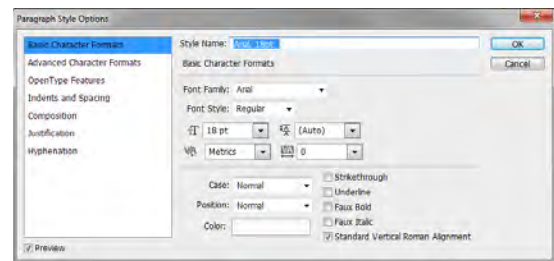 Paragraph Style Options
Basic Character Formats
Advanced Character Formats
OpenType Features
Indents and Spacing
Composition
Justification
Hyphenation
Preview
Style Name: Arial 18pt
Basic Character Formats
Font Family: Arial
Font Style: Regular
18 pt (Auto)
Metrics 0
Case: Normal
Position: Normal
Color:
Strikethrough
Underline
Faux Bold
Faux Italic
Standard Vertical Roman Alignment
OK
Cancel